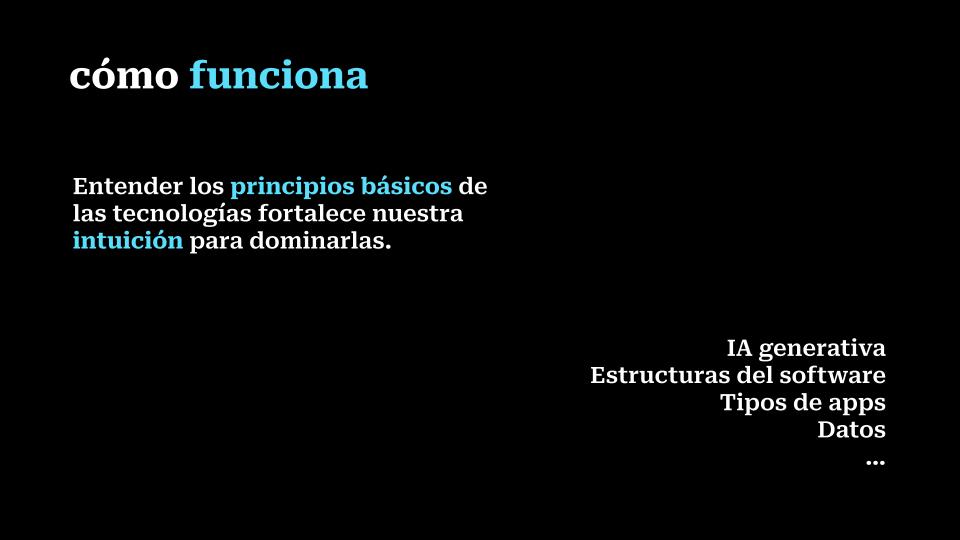 cómo funciona
Entender los principios básicos de
las tecnologías fortalece nuestra
intuición para dominarlas.
IA generativa
Estructuras del software
Tipos de apps
Datos
...